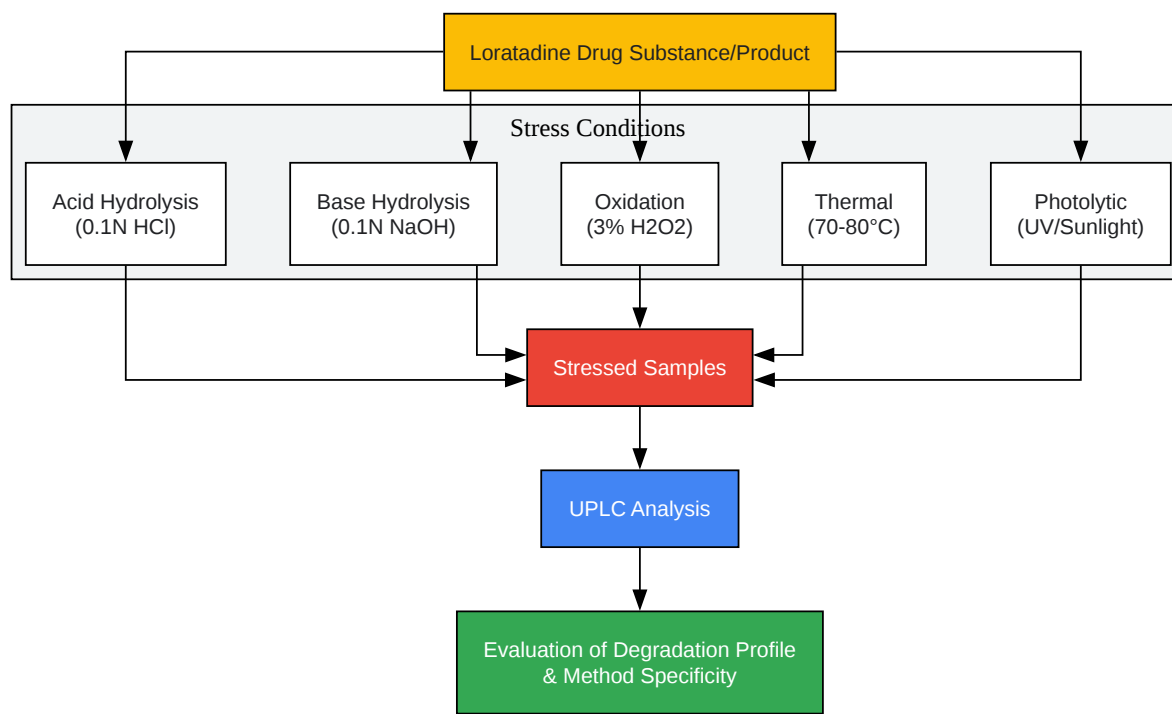 Loratadine Drug Substance/Product
Stress Conditions
Acid Hydrolysis
(0.1N HCl)
Base Hydrolysis
(0.1N NaOH)
Oxidation
(3% H2O2)
Thermal
(70-80°C)
Photolytic
(UV/Sunlight)
Stressed Samples
UPLC Analysis
Evaluation of Degradation Profile
& Method Specificity